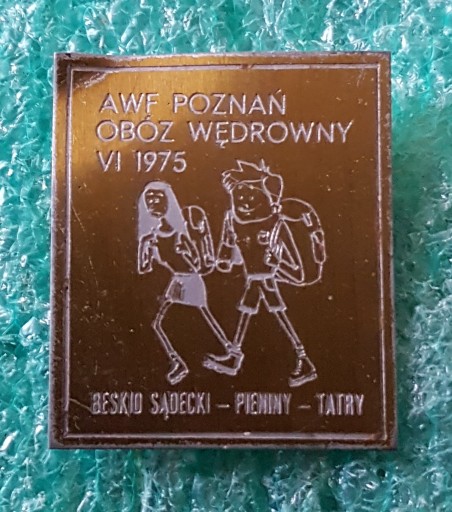 AWF POZNAŃ
OBÓZ WĘDROWNY
VI 1975
BESKID SĄDECKI - PIENINY - TATRY